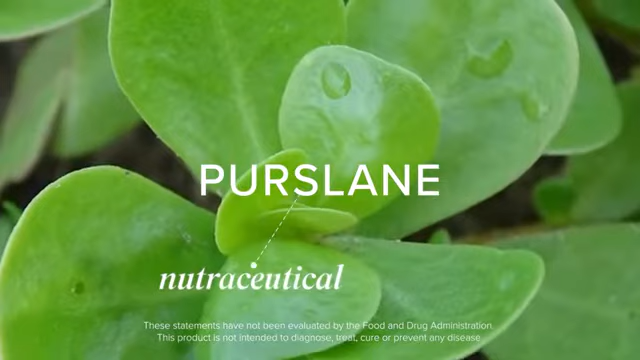 PURSLANE
nutraceutical
These statements have not been evaluated by the Food and Drug Administration.
This product is not intended to diagnose, treat, cure or prevent any disease